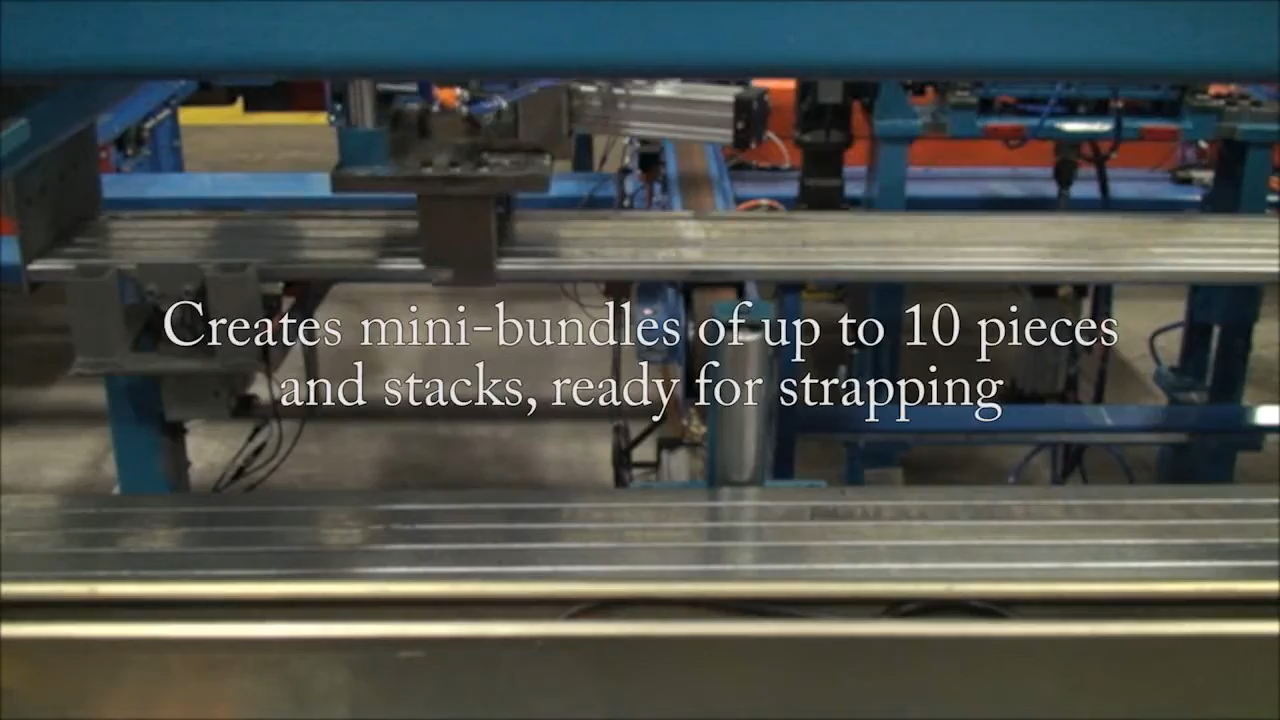 Creates mini-bundles of up to 10 pieces
and stacks, ready for strapping